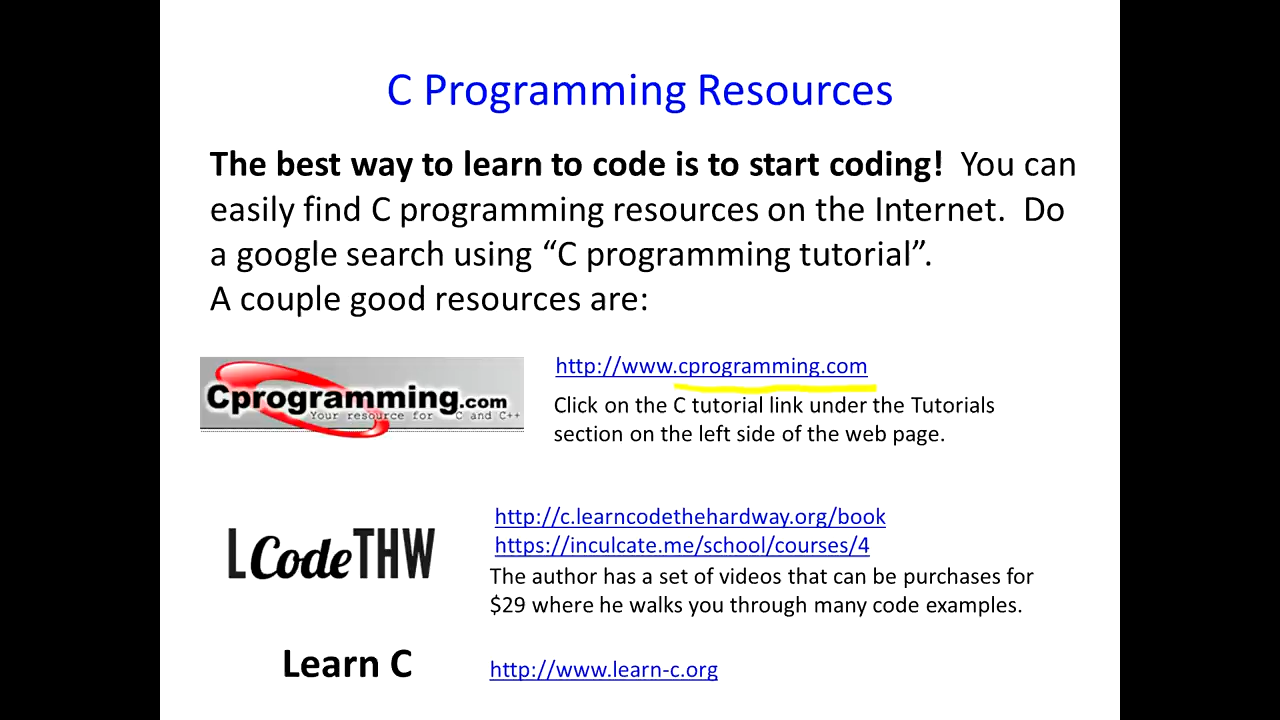 C Programming Resources
The best way to learn to code is to start coding!  You can
easily find C programming resources on the Internet.  Do
a google search using “C programming tutorial”.
A couple good resources are:
Cprogramming.com
Your resource for C and C++
http://www.cprogramming.com
Click on the C tutorial link under the Tutorials
section on the left side of the web page.
LCodeTHW
http://c.learncodethehardway.org/book
https://inculcate.me/school/courses/4
The author has a set of videos that can be purchases for
$29 where he walks you through many code examples.
Learn C
http://www.learn-c.org